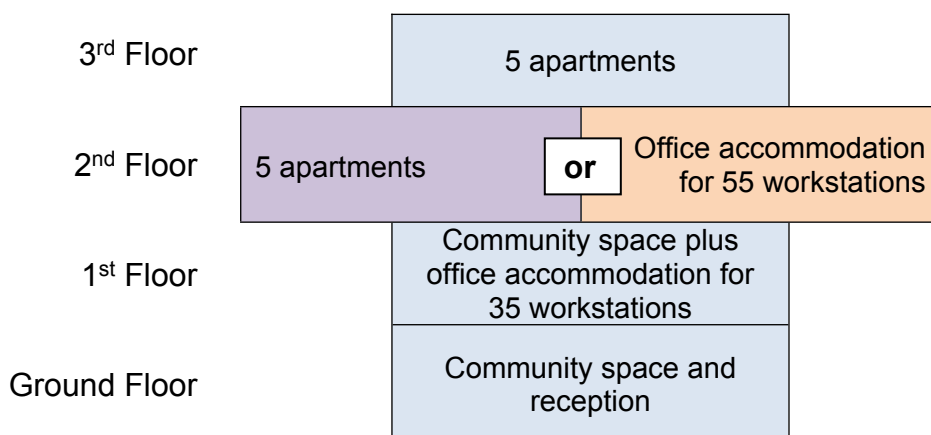 3rd Floor
5 apartments
2nd Floor
5 apartments
or
Office accommodation
for 55 workstations
1st Floor
Community space plus
office accommodation for
35 workstations
Ground Floor
Community space and
reception